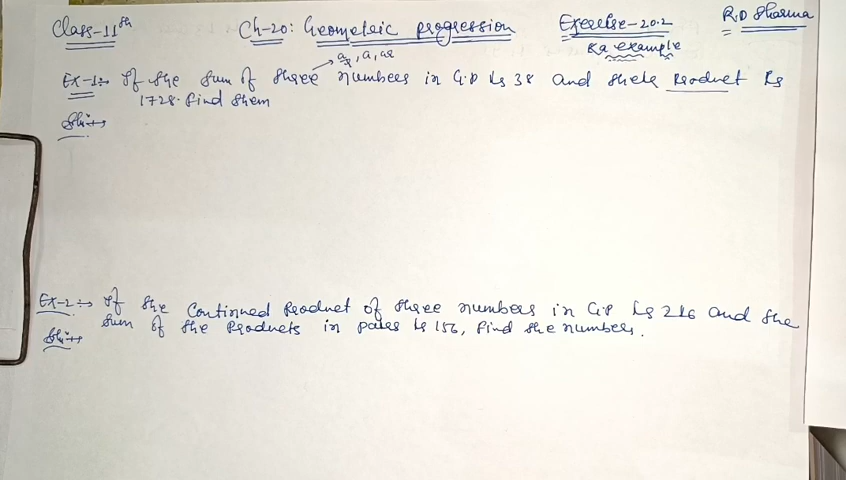 Class-11th Ch-20: Geometric progression Exercise-20.2 R.D Sharma
Ka example
a/r, a, ar
Ex-1:- If the sum of three numbers in G.P is 38 and their product is
1728. find them
Sol:-
Ex-2:- If the continued product of three numbers in G.P is 216 and the
sum of the products in pairs is 156, find the numbers.
Sol:-